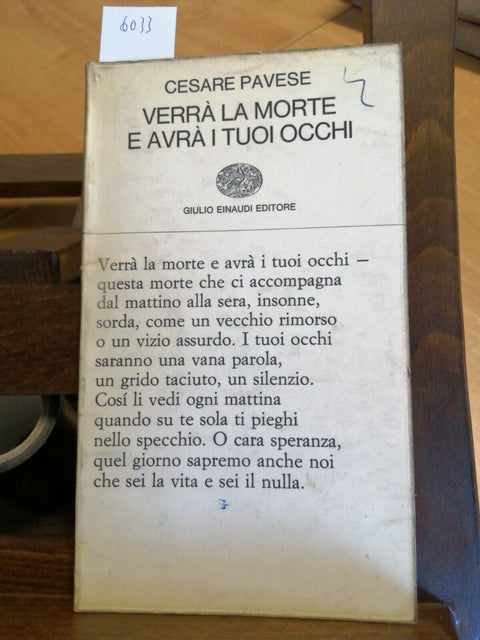 6033
CESARE PAVESE
VERRÀ LA MORTE
E AVRÀ I TUOI OCCHI
GIULIO EINAUDI EDITORE
Verrà la morte e avrà i tuoi occhi –
questa morte che ci accompagna
dal mattino alla sera, insonne,
sorda, come un vecchio rimorso
o un vizio assurdo. I tuoi occhi
saranno una vana parola,
un grido taciuto, un silenzio.
Cosí li vedi ogni mattina
quando su te sola ti pieghi
nello specchio. O cara speranza,
quel giorno sapremo anche noi
che sei la vita e sei il nulla.